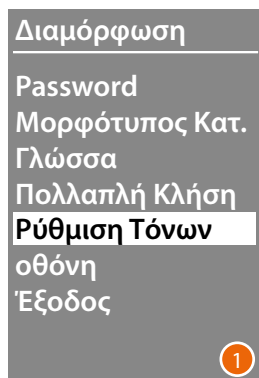 Διαμόρφωση
Password
Μορφότυπος Κατ.
Γλώσσα
Πολλαπλή Κλήση
Ρύθμιση Τόνων
οθόνη
Έξοδος
1